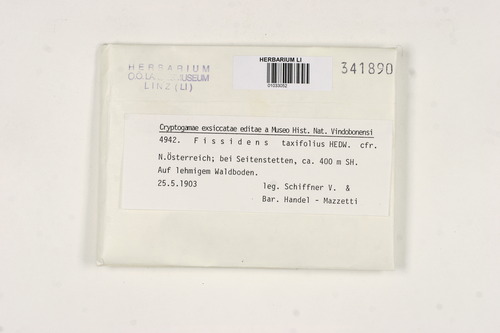 HERBARIUM
O.O. LANDESMUSEUM
LINZ (LI)
HERBARIUM LI
01033052
341890
Cryptogamae exsiccatae editae a Museo Hist. Nat. Vindobonensi
4942. Fissidens taxifolius HEDW. cfr.
N.Österreich; bei Seitenstetten, ca. 400 m SH.
Auf lehmigem Waldboden.
25.5.1903 leg. Schiffner V. &
Bar. Handel - Mazzetti